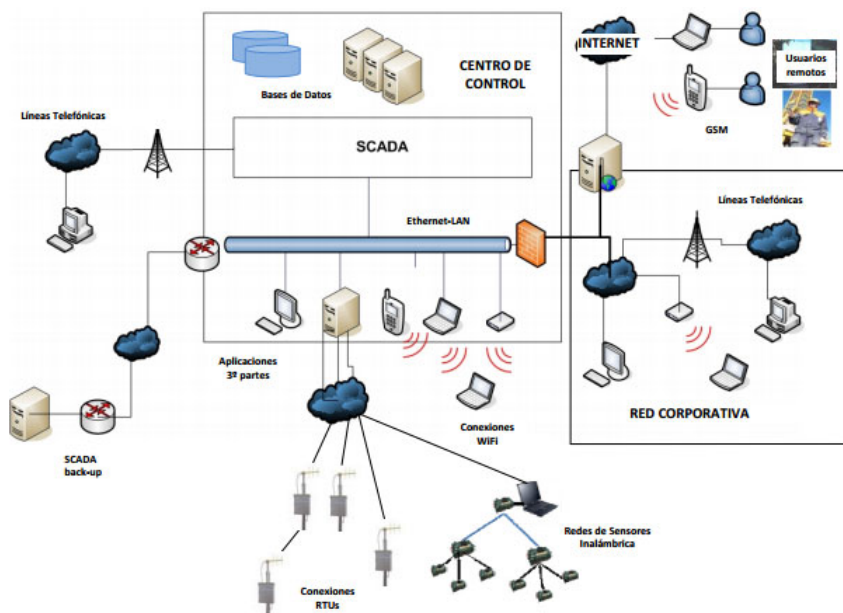 INTERNET
Usuarios
remotos
GSM
CENTRO DE
CONTROL
Bases de Datos
Líneas Telefónicas
SCADA
Ethernet-LAN
Líneas Telefónicas
Aplicaciones
3ª partes
Conexiones
WiFi
RED CORPORATIVA
SCADA
back-up
Redes de Sensores
Inalámbrica
Conexiones
RTUs